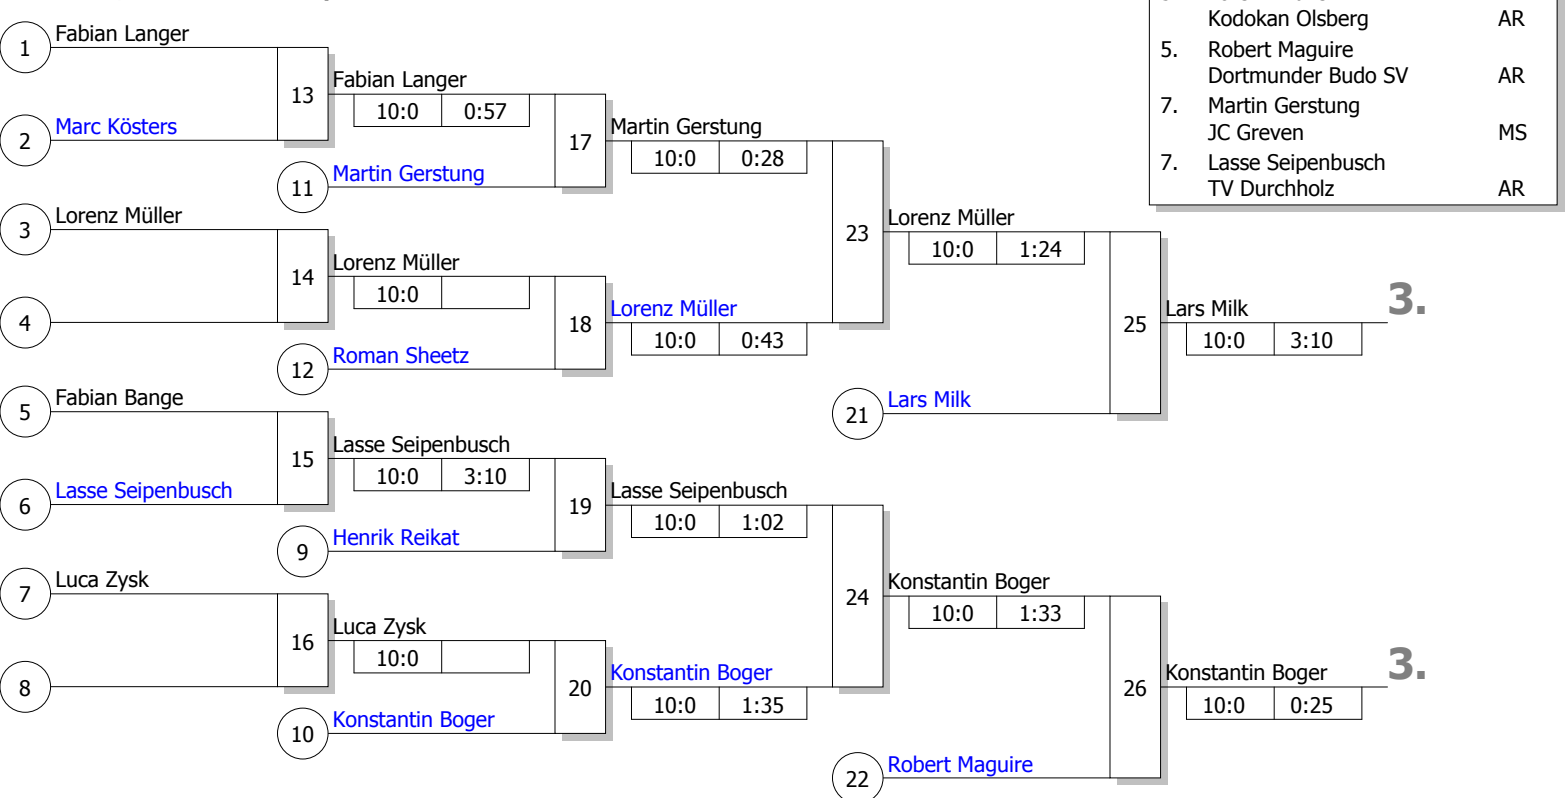 Kodokan Olsberg AR
5. Robert Maguire
Dortmunder Budo SV AR
7. Martin Gerstung
JC Greven MS
7. Lasse Seipenbusch
TV Durchholz AR
1 Fabian Langer
13 Fabian Langer
10:0 0:57
2 Marc Kösters
17 Martin Gerstung
10:0 0:28
11 Martin Gerstung
3 Lorenz Müller
23 Lorenz Müller
10:0 1:24
14 Lorenz Müller
10:0
4
18 Lorenz Müller
10:0 0:43
25 Lars Milk 3.
10:0 3:10
12 Roman Sheetz
5 Fabian Bange
21 Lars Milk
15 Lasse Seipenbusch
10:0 3:10
6 Lasse Seipenbusch
19 Lasse Seipenbusch
10:0 1:02
9 Henrik Reikat
7 Luca Zysk
24 Konstantin Boger
10:0 1:33
16 Luca Zysk
10:0
8
20 Konstantin Boger
10:0 1:35
26 Konstantin Boger 3.
10:0 0:25
10 Konstantin Boger
22 Robert Maguire